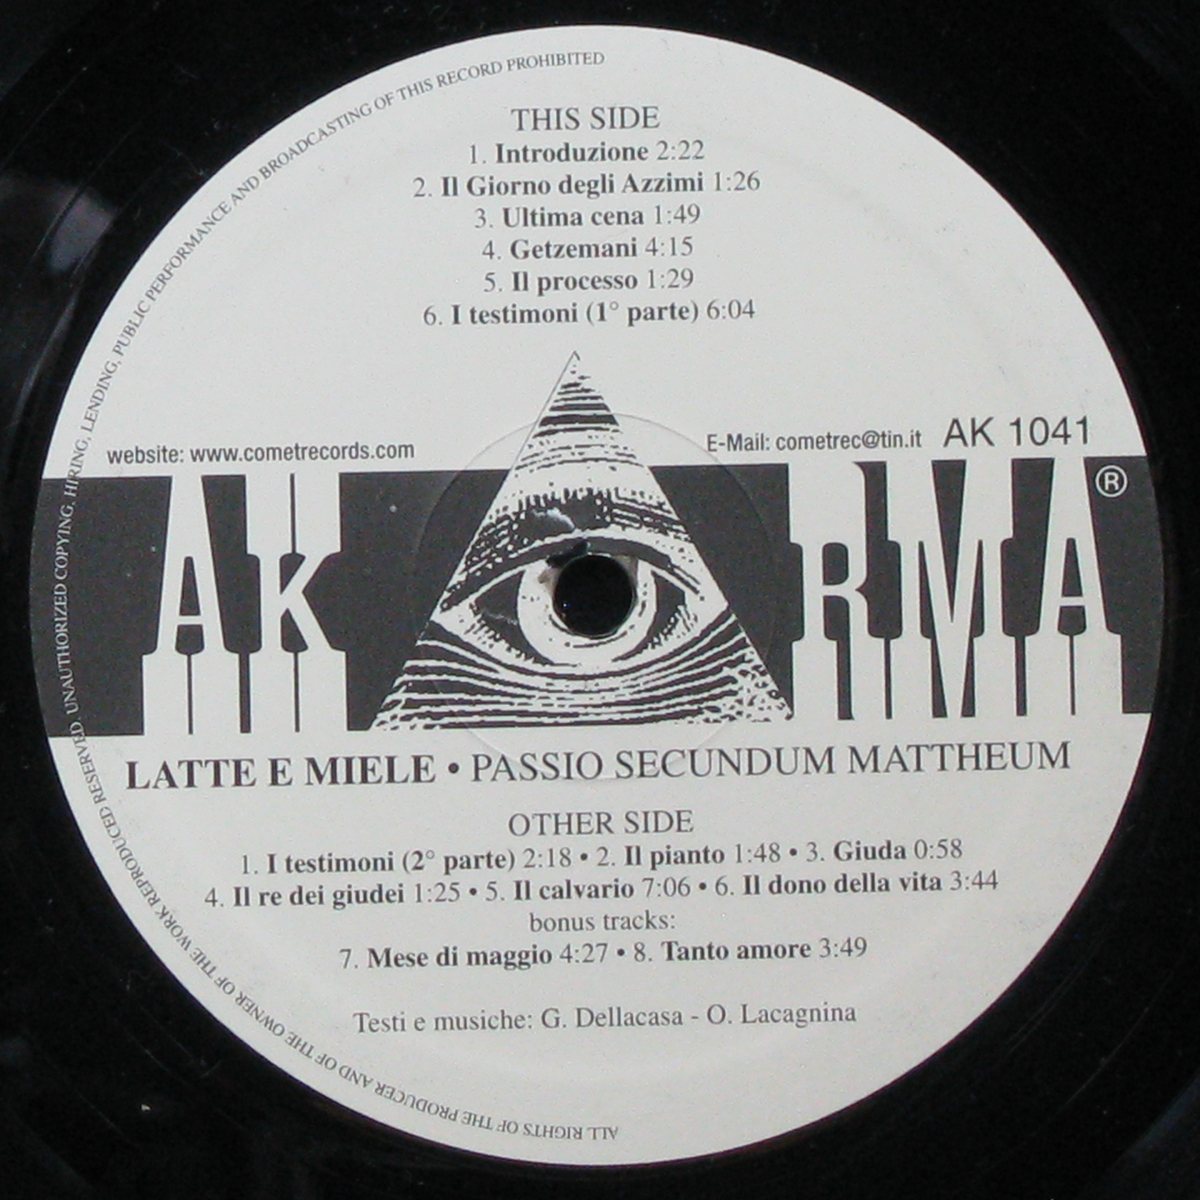 THIS SIDE
1. Introduzione 2:22
2. Il Giorno degli Azzimi 1:26
3. Ultima cena 1:49
4. Getzemani 4:15
5. Il processo 1:29
6. I testimoni (1° parte) 6:04
website: www.cometrecords.com
E-Mail: cometrec@tin.it AK 1041
AKARMA®
LATTE E MIELE • PASSIO SECUNDUM MATTHEUM
OTHER SIDE
1. I testimoni (2° parte) 2:18 • 2. Il pianto 1:48 • 3. Giuda 0:58
4. Il re dei giudei 1:25 • 5. Il calvario 7:06 • 6. Il dono della vita 3:44
bonus tracks:
7. Mese di maggio 4:27 • 8. Tanto amore 3:49
Testi e musiche: G. Dellacasa - O. Lacagnina
ALL RIGHTS OF THE PRODUCER AND OF THE OWNER OF THE WORK REPRODUCED RESERVED. UNAUTHORIZED COPYING, HIRING, LENDING, PUBLIC PERFORMANCE AND BROADCASTING OF THIS RECORD PROHIBITED